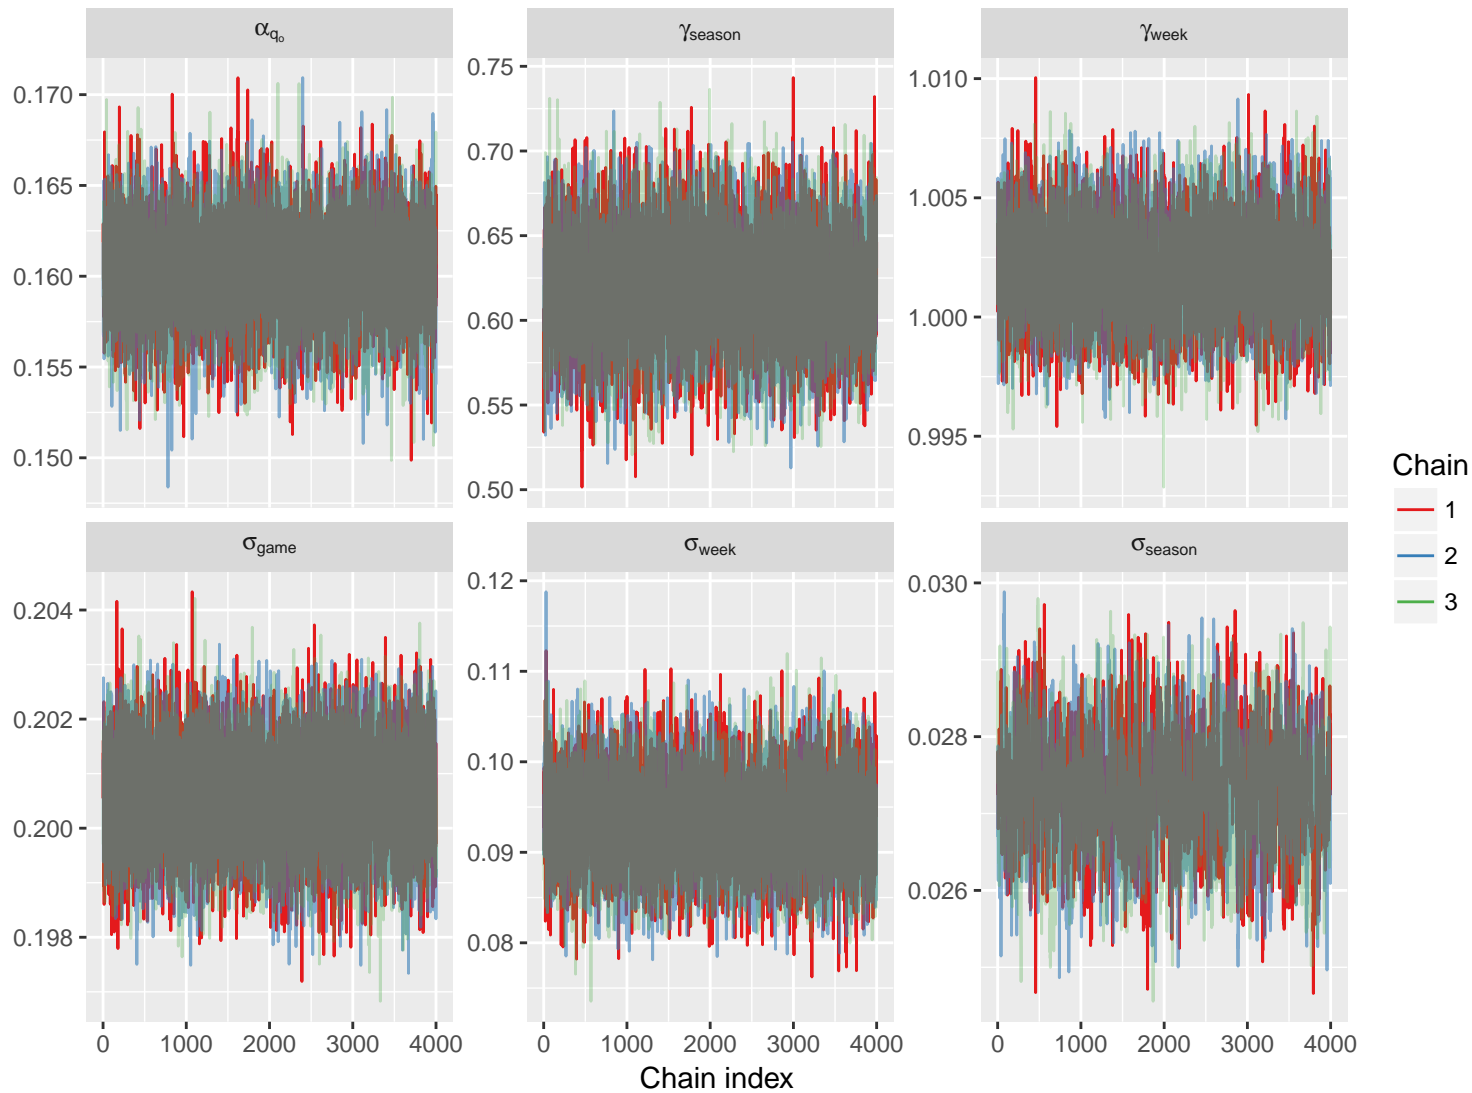 α_q₀ γ_season γ_week
0.170 0.75 1.010
0.165 0.70 1.005
0.160 0.65 1.000
0.155 0.60 0.995
0.150 0.55
0.50
σ_game σ_week σ_season
0.204 0.12 0.030
0.202 0.11 0.028
0.200 0.10 0.026
0.198 0.09
0.08
0 1000 2000 3000 4000 0 1000 2000 3000 4000 0 1000 2000 3000 4000
Chain index
Chain
1
2
3